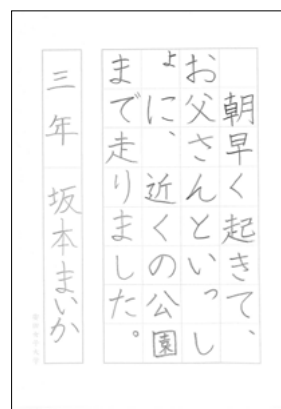 朝早く起きて、
お父さんといっし
ょに、近くの公園
まで走りました。
三年 坂本まいか